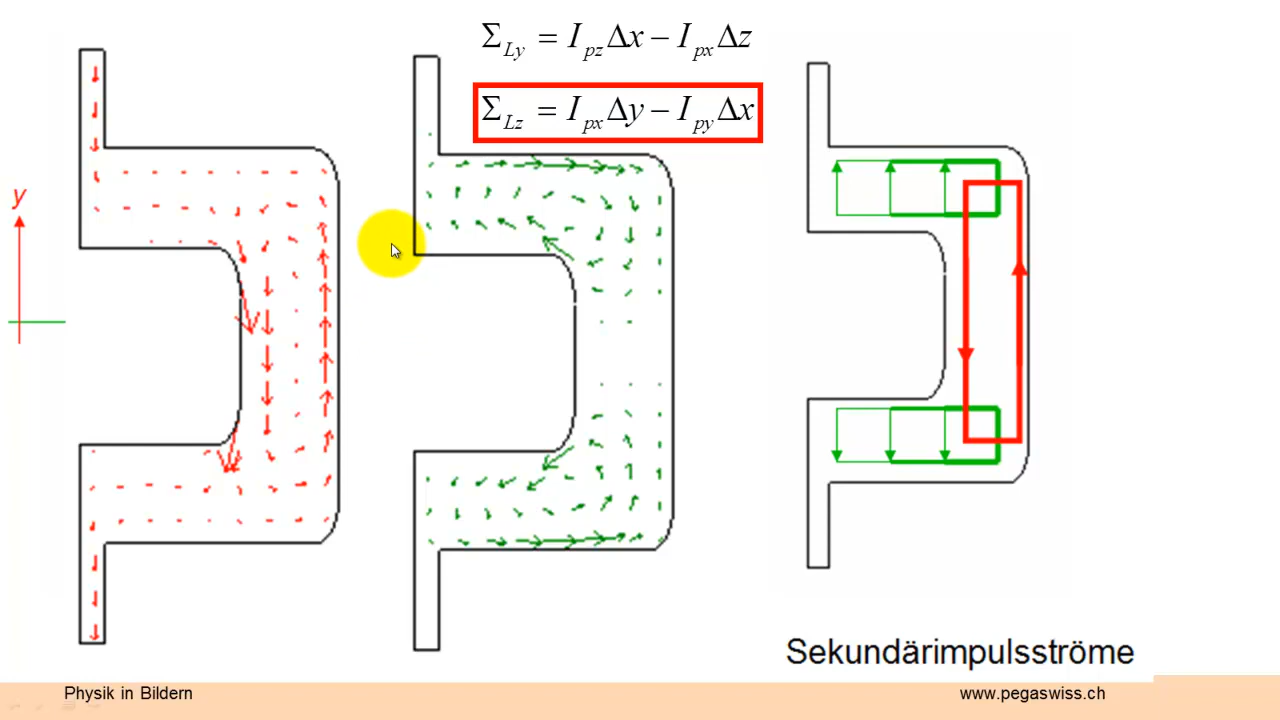 Σ_Ly = I_pz Δx − I_px Δz
Σ_Lz = I_px Δy − I_py Δx
y
Sekundärimpulsströme
Physik in Bildern
www.pegaswiss.ch